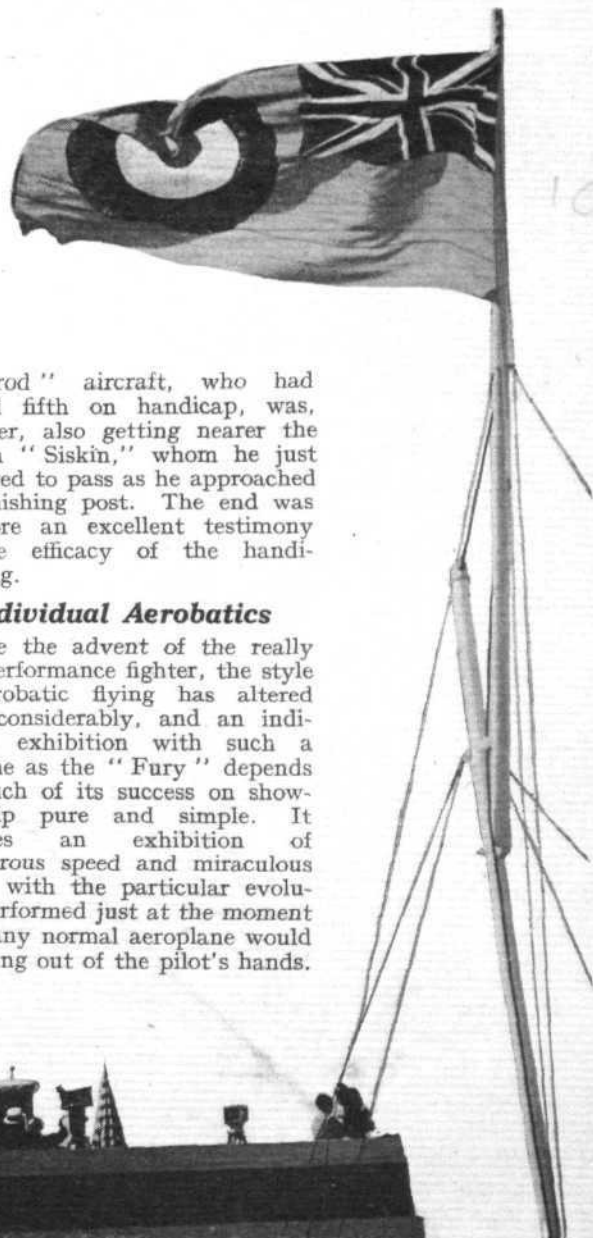 rod" aircraft, who had
fifth on handicap, was,
er, also getting nearer the
"Siskin," whom he just
ed to pass as he approached
nishing post. The end was
re an excellent testimony
e efficacy of the handi-
g.
dividual Aerobatics
e the advent of the really
erformance fighter, the style
robatic flying has altered
considerably, and an indi-
exhibition with such a
ne as the "Fury" depends
uch of its success on show-
p pure and simple. It
es an exhibition of
rous speed and miraculous
with the particular evolu-
erformed just at the moment
any normal aeroplane would
ng out of the pilot's hands.